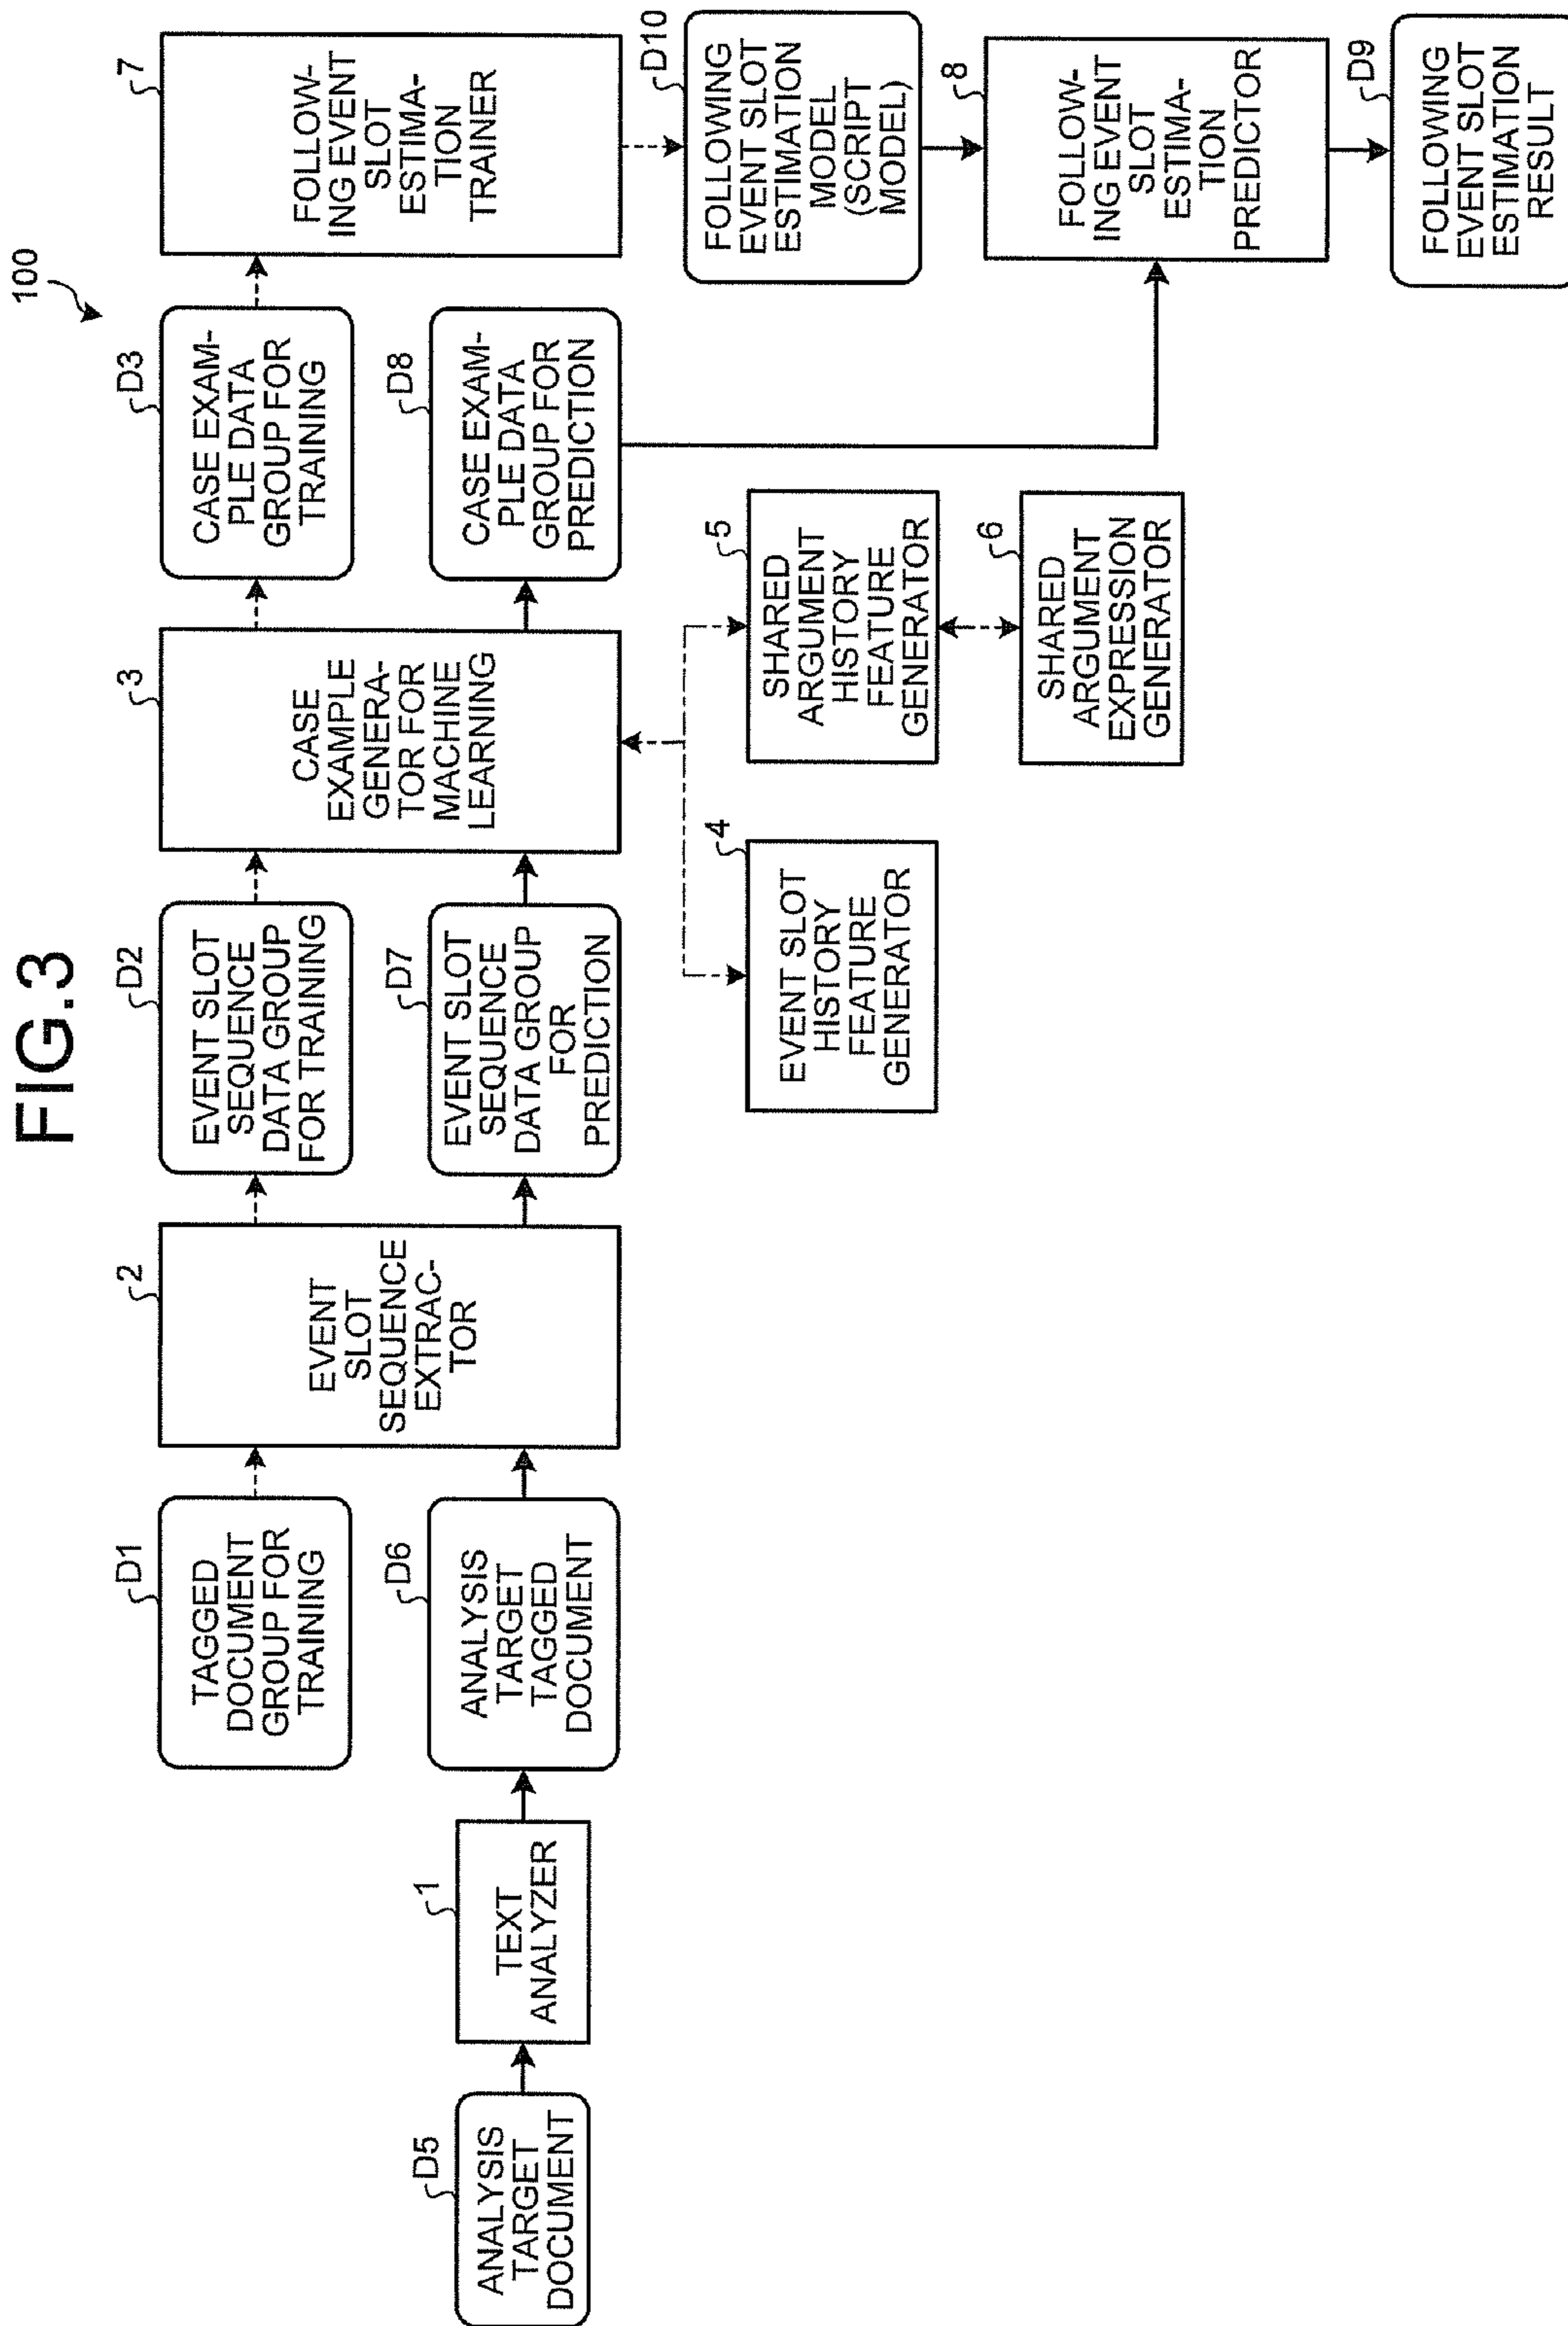 FIG.3
100
D1
TAGGED
DOCUMENT
GROUP FOR
TRAINING
2
EVENT
SLOT
SEQUENCE
EXTRAC-
TOR
D2
EVENT SLOT
SEQUENCE
DATA GROUP
FOR TRAINING
3
CASE
EXAMPLE
GENERA-
TOR FOR
MACHINE
LEARNING
D3
CASE EXAM-
PLE DATA
GROUP FOR
TRAINING
7
FOLLOW-
ING EVENT
SLOT
ESTIMA-
TION
TRAINER
D5
ANALYSIS
TARGET
DOCUMENT
1
TEXT
ANALYZER
D6
ANALYSIS
TARGET
TAGGED
DOCUMENT
D7
EVENT SLOT
SEQUENCE
DATA GROUP
FOR
PREDICTION
D8
CASE EXAM-
PLE DATA
GROUP FOR
PREDICTION
D10
FOLLOWING
EVENT SLOT
ESTIMATION
MODEL
(SCRIPT
MODEL)
4
EVENT SLOT
HISTORY
FEATURE
GENERATOR
5
SHARED
ARGUMENT
HISTORY
FEATURE
GENERATOR
6
SHARED
ARGUMENT
EXPRESSION
GENERATOR
8
FOLLOW-
ING EVENT
SLOT
ESTIMA-
TION
PREDICTOR
D9
FOLLOWING
EVENT SLOT
ESTIMATION
RESULT